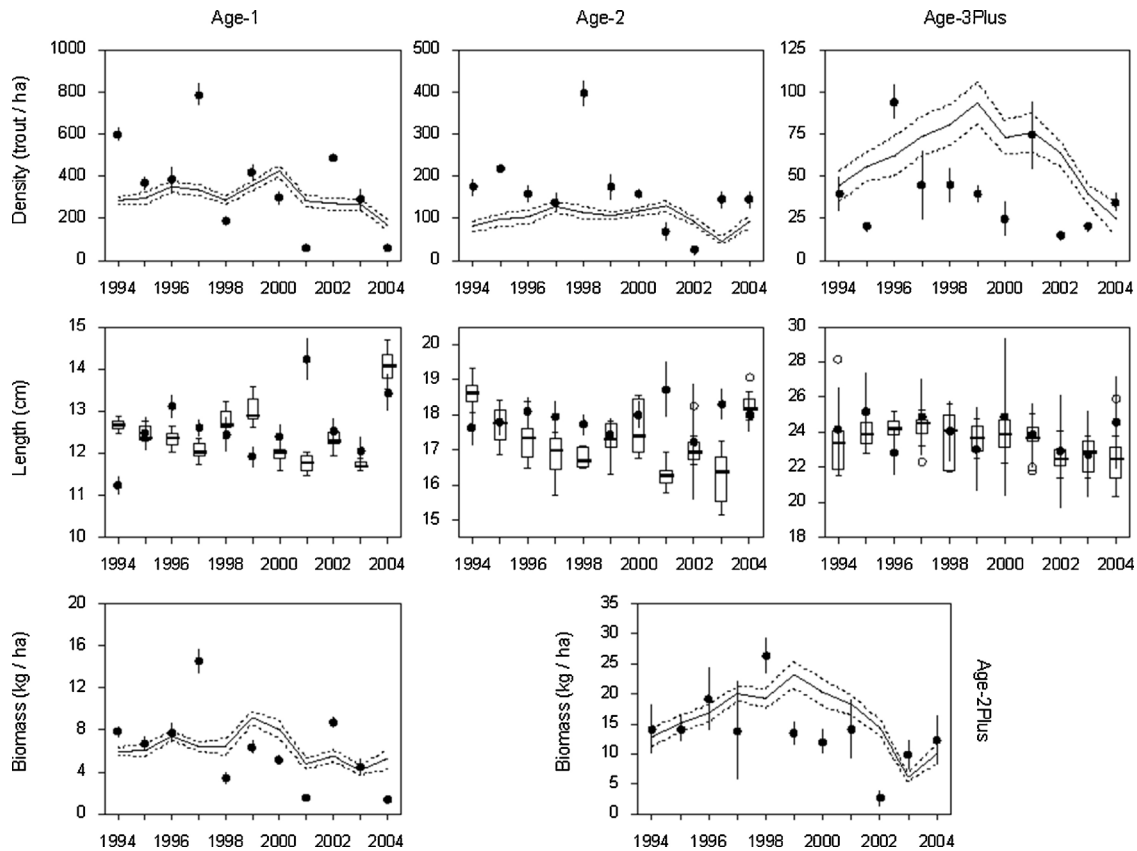 Age-1 Age-2 Age-3Plus
Density (trout / ha)
1000 800 600 400 200 0
500 400 300 200 100 0
125 100 75 50 25 0
1994 1996 1998 2000 2002 2004 1994 1996 1998 2000 2002 2004 1994 1996 1998 2000 2002 2004
Length (cm)
15 14 13 12 11 10
20 19 18 17 16 15
30 28 26 24 22 20 18
1994 1996 1998 2000 2002 2004 1994 1996 1998 2000 2002 2004 1994 1996 1998 2000 2002 2004
Biomass (kg / ha)
20 16 12 8 4 0
1994 1996 1998 2000 2002 2004
Biomass (kg / ha)
35 30 25 20 15 10 5 0
1994 1996 1998 2000 2002 2004
Age-2Plus